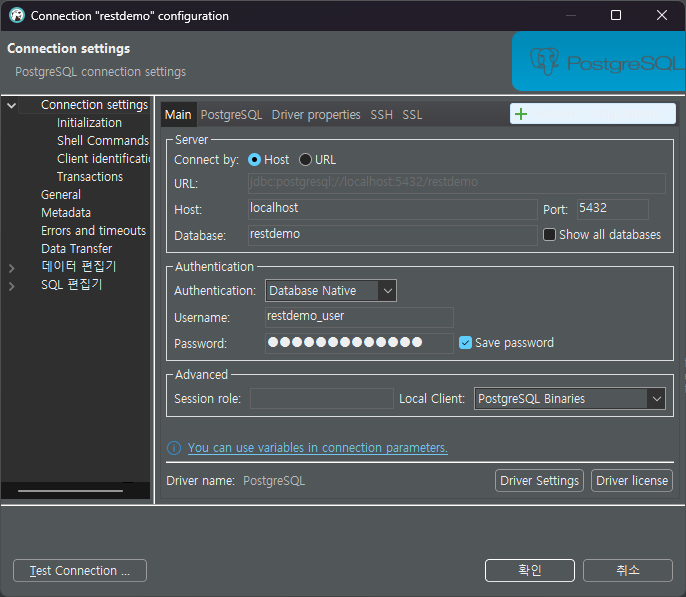 Connection "restdemo" configuration
Connection settings
PostgreSQL connection settings
PostgreSQL
Connection settings
Initialization
Shell Commands
Client identificati
Transactions
General
Metadata
Errors and timeouts
Data Transfer
데이터 편집기
SQL 편집기
Main PostgreSQL Driver properties SSH SSL
Server
Connect by: Host URL
URL: jdbc:postgresql://localhost:5432/restdemo
Host: localhost Port: 5432
Database: restdemo Show all databases
Authentication
Authentication: Database Native
Username: restdemo_user
Password: ●●●●●●●●●●●●● Save password
Advanced
Session role: Local Client: PostgreSQL Binaries
You can use variables in connection parameters.
Driver name: PostgreSQL Driver Settings Driver license
Test Connection ... 확인 취소